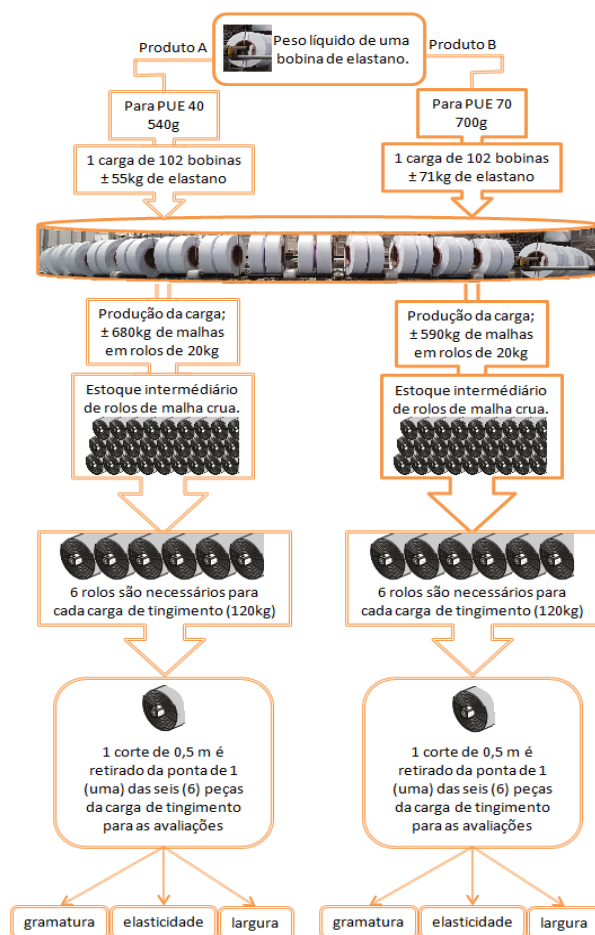 Produto A
Peso líquido de uma
bobina de elastano.
Produto B
Para PUE 40
540g
Para PUE 70
700g
1 carga de 102 bobinas
± 55kg de elastano
1 carga de 102 bobinas
± 71kg de elastano
Produção da carga;
± 680kg de malhas
em rolos de 20kg
Produção da carga;
± 590kg de malhas
em rolos de 20kg
Estoque intermédiário
de rolos de malha crua.
Estoque intermédiário
de rolos de malha crua.
6 rolos são necessários para
cada carga de tingimento (120kg)
6 rolos são necessários para
cada carga de tingimento (120kg)
1 corte de 0,5 m é
retirado da ponta de 1
(uma) das seis (6) peças
da carga de tingimento
para as avaliações
1 corte de 0,5 m é
retirado da ponta de 1
(uma) das seis (6) peças
da carga de tingimento
para as avaliações
gramatura
elasticidade
largura
gramatura
elasticidade
largura